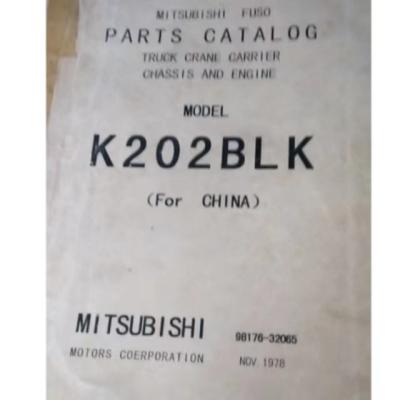 MITSUBISHI FUSO
PARTS CATALOG
TRUCK CRANE CARRIER
CHASSIS AND ENGINE
MODEL
K202BLK
(For CHINA)
MITSUBISHI 98176-32065
MOTORS COERPORATION NOV 1978